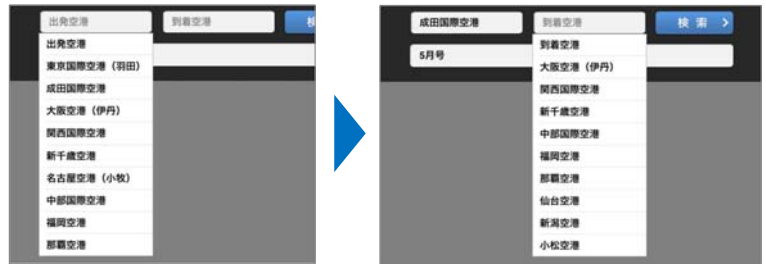 出発空港
到着空港
検
出発空港
東京国際空港（羽田）
成田国際空港
大阪空港（伊丹）
関西国際空港
新千歳空港
名古屋空港（小牧）
中部国際空港
福岡空港
那覇空港
成田国際空港
到着空港
検 索
5月号
到着空港
大阪空港（伊丹）
関西国際空港
新千歳空港
中部国際空港
福岡空港
那覇空港
仙台空港
新潟空港
小松空港